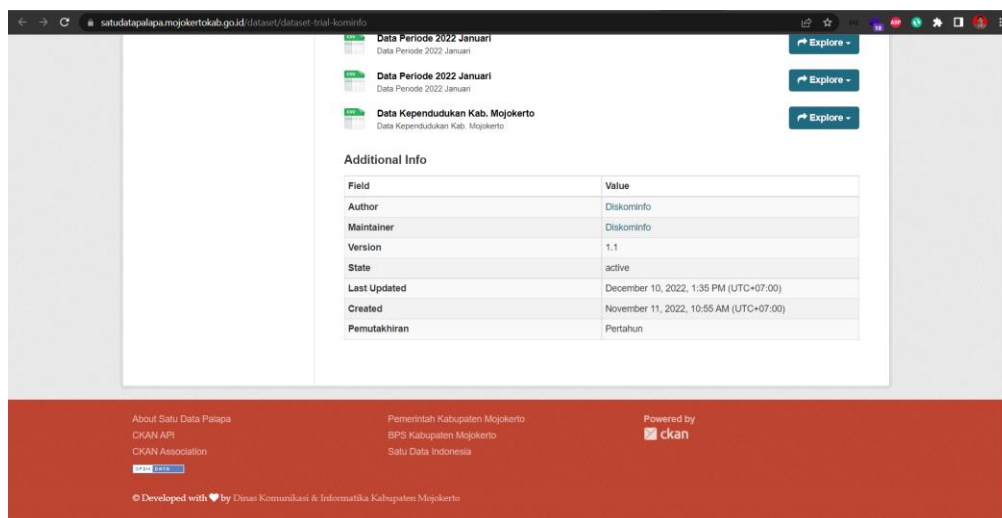 satudatapalapa.mojokertokab.go.id/dataset/dataset-trial-kominfo
CSV Data Periode 2022 Januari
Data Periode 2022 Januari
Explore
CSV Data Periode 2022 Januari
Data Periode 2022 Januari
Explore
CSV Data Kependudukan Kab. Mojokerto
Data Kependudukan Kab. Mojokerto
Explore
Additional Info
Field Value
Author Diskominfo
Maintainer Diskominfo
Version 1.1
State active
Last Updated December 10, 2022, 1:35 PM (UTC+07:00)
Created November 11, 2022, 10:55 AM (UTC+07:00)
Pemutakhiran Pertahun
About Satu Data Palapa
CKAN API
CKAN Association
OPEN DATA
Pemerintah Kabupaten Mojokerto
BPS Kabupaten Mojokerto
Satu Data Indonesia
Powered by
ckan
© Developed with by Dinas Komunikasi & Informatika Kabupaten Mojokerto